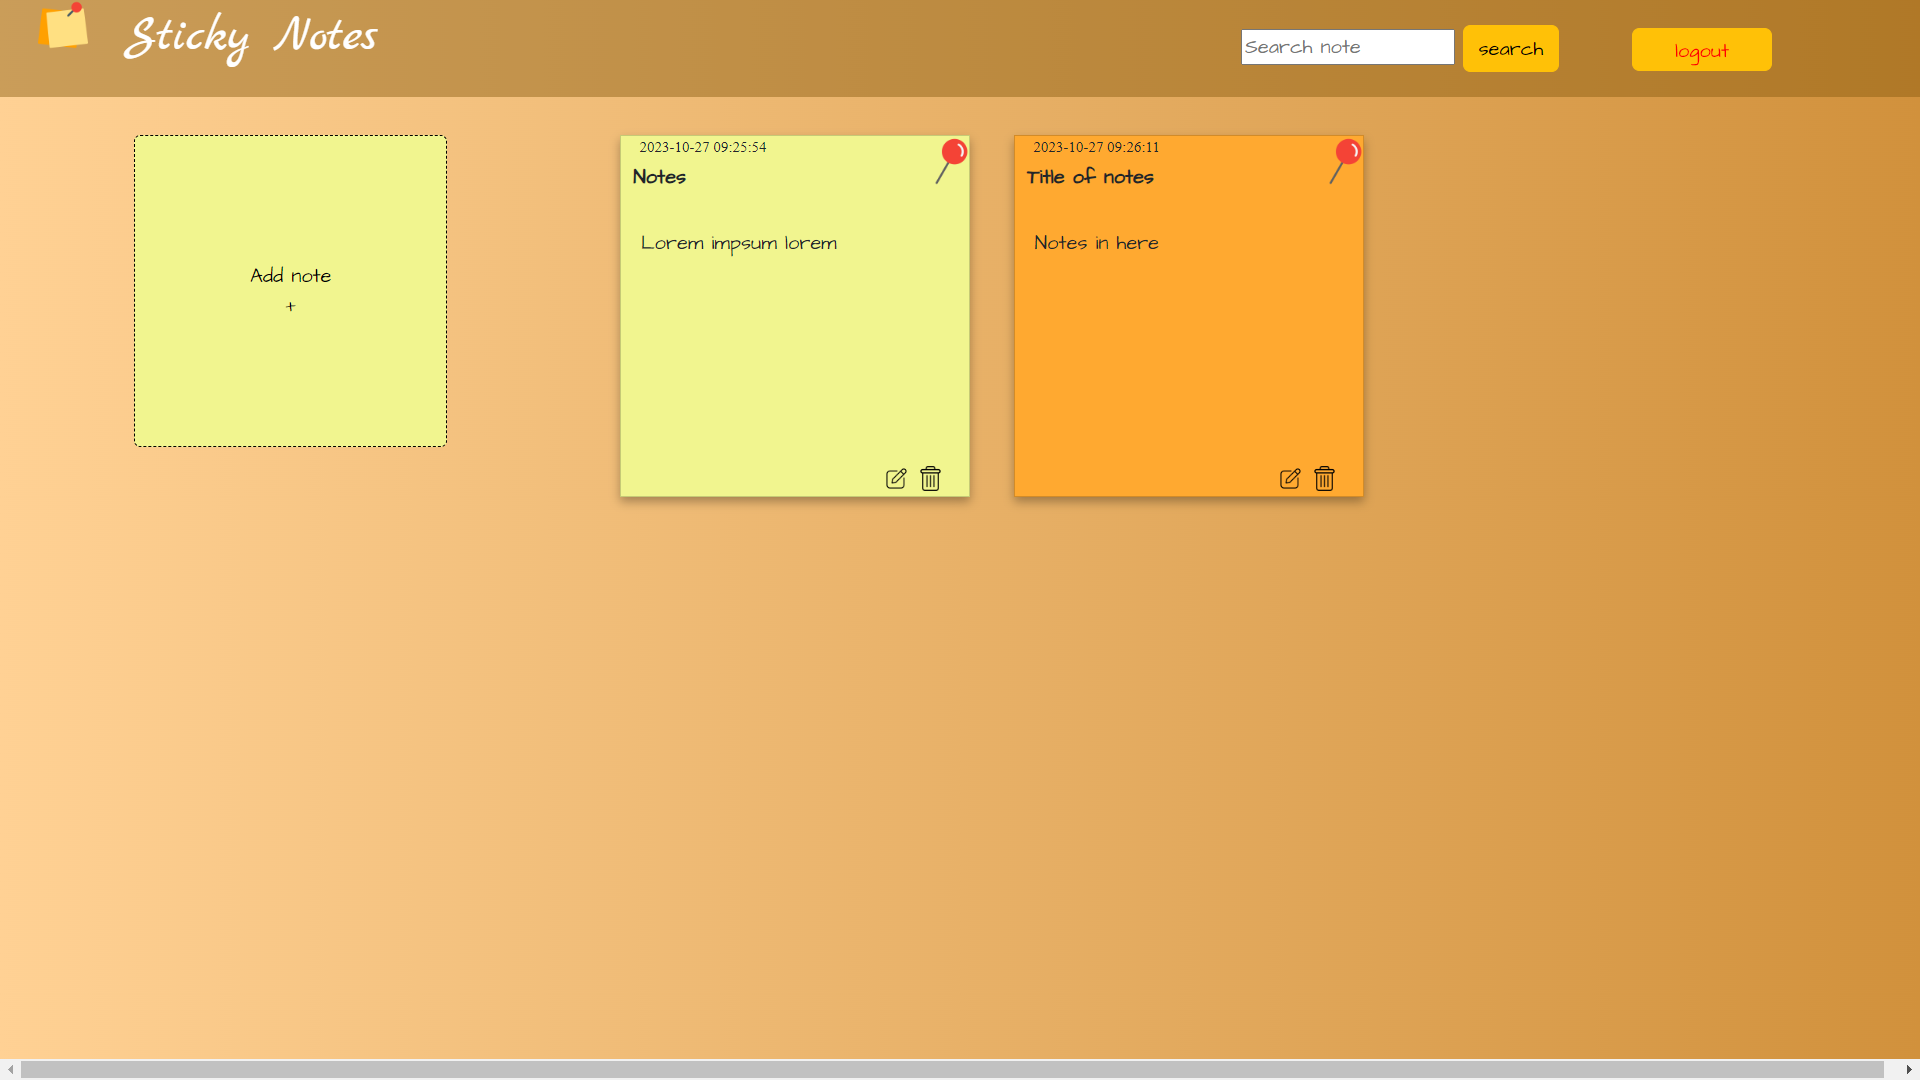 Sticky Notes
Search note
search
logout
Add note
+
2023-10-27 09:25:54
Notes
Lorem impsum lorem
2023-10-27 09:26:11
Title of notes
Notes in here